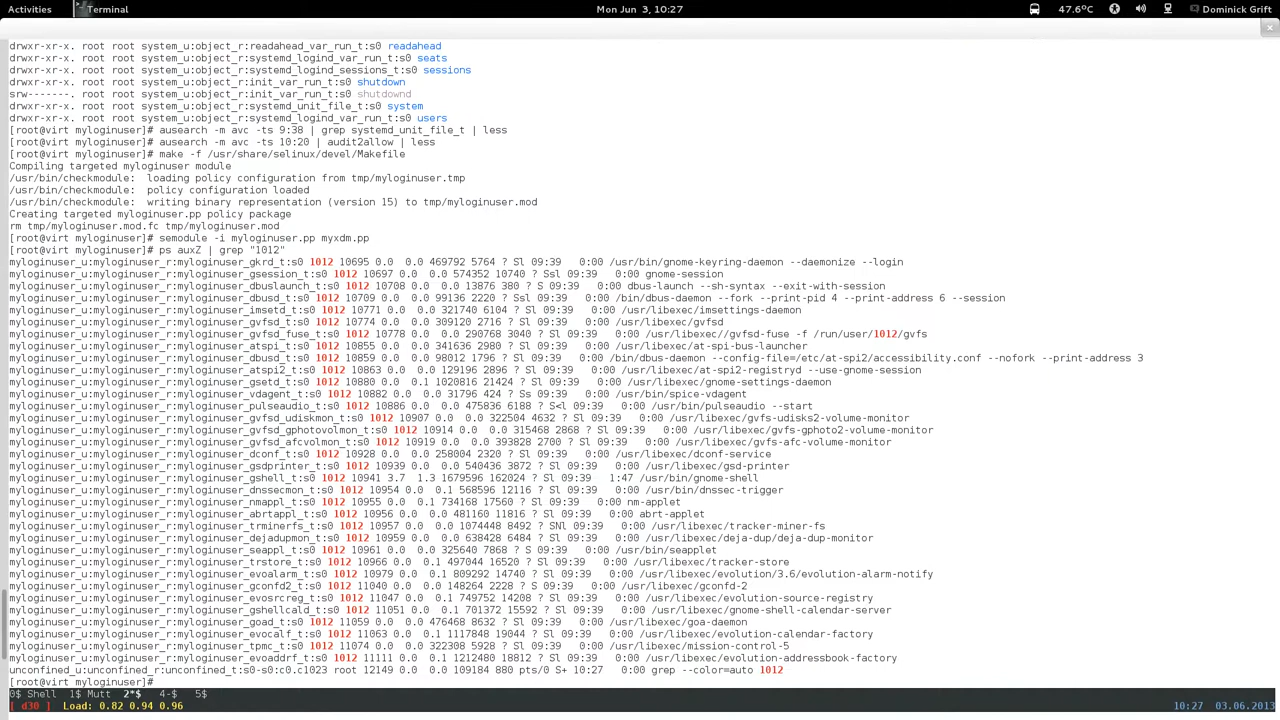 Activities Terminal Mon Jun 3, 10:27 47.6°C Dominick Grift
drwxr-xr-x. root root system_u:object_r:readahead_var_run_t:s0 readahead
drwxr-xr-x. root root system_u:object_r:systemd_logind_var_run_t:s0 seats
drwxr-xr-x. root root system_u:object_r:systemd_logind_sessions_t:s0 sessions
drwxr-xr-x. root root system_u:object_r:init_var_run_t:s0 shutdown
srw-------. root root system_u:object_r:init_var_run_t:s0 shutdownd
drwxr-xr-x. root root system_u:object_r:systemd_unit_file_t:s0 system
drwxr-xr-x. root root system_u:object_r:systemd_logind_var_run_t:s0 users
[root@virt myloginuser]# ausearch -m avc -ts 9:38 | grep systemd_unit_file_t | less
[root@virt myloginuser]# ausearch -m avc -ts 10:20 | audit2allow | less
[root@virt myloginuser]# make -f /usr/share/selinux/devel/Makefile
Compiling targeted myloginuser module
/usr/bin/checkmodule:  loading policy configuration from tmp/myloginuser.tmp
/usr/bin/checkmodule:  policy configuration loaded
/usr/bin/checkmodule:  writing binary representation (version 15) to tmp/myloginuser.mod
Creating targeted myloginuser.pp policy package
rm tmp/myloginuser.mod.fc tmp/myloginuser.mod
[root@virt myloginuser]# semodule -i myloginuser.pp myxdm.pp
[root@virt myloginuser]# ps auxZ | grep "1012"
myloginuser_u:myloginuser_r:myloginuser_gkrd_t:s0 1012 10695 0.0  0.0 469792 5764 ? Sl 09:39   0:00 /usr/bin/gnome-keyring-daemon --daemonize --login
myloginuser_u:myloginuser_r:myloginuser_gsession_t:s0 1012 10697 0.0  0.0 574352 10740 ? Ssl 09:39   0:00 gnome-session
myloginuser_u:myloginuser_r:myloginuser_dbuslaunch_t:s0 1012 10708 0.0  0.0 13876 380 ? S 09:39   0:00 dbus-launch --sh-syntax --exit-with-session
myloginuser_u:myloginuser_r:myloginuser_dbusd_t:s0 1012 10709 0.0  0.0 99136 2220 ? Ssl 09:39   0:00 /bin/dbus-daemon --fork --print-pid 4 --print-address 6 --session
myloginuser_u:myloginuser_r:myloginuser_imsetd_t:s0 1012 10771 0.0  0.0 321740 6104 ? Sl 09:39   0:00 /usr/libexec/imsettings-daemon
myloginuser_u:myloginuser_r:myloginuser_gvfsd_t:s0 1012 10774 0.0  0.0 309120 2716 ? Sl 09:39   0:00 /usr/libexec/gvfsd
myloginuser_u:myloginuser_r:myloginuser_gvfsd_fuse_t:s0 1012 10778 0.0  0.0 290768 3040 ? Sl 09:39   0:00 /usr/libexec//gvfsd-fuse -f /run/user/1012/gvfs
myloginuser_u:myloginuser_r:myloginuser_atspi_t:s0 1012 10855 0.0  0.0 341636 2980 ? Sl 09:39   0:00 /usr/libexec/at-spi-bus-launcher
myloginuser_u:myloginuser_r:myloginuser_dbusd_t:s0 1012 10859 0.0  0.0 98012 1796 ? Sl 09:39   0:00 /bin/dbus-daemon --config-file=/etc/at-spi2/accessibility.conf --nofork --print-address 3
myloginuser_u:myloginuser_r:myloginuser_atspi2_t:s0 1012 10863 0.0  0.0 129196 2896 ? Sl 09:39   0:00 /usr/libexec/at-spi2-registryd --use-gnome-session
myloginuser_u:myloginuser_r:myloginuser_gsetd_t:s0 1012 10880 0.0  0.1 1020816 21424 ? Sl 09:39   0:00 /usr/libexec/gnome-settings-daemon
myloginuser_u:myloginuser_r:myloginuser_vdagent_t:s0 1012 10882 0.0  0.0 31796 424 ? Ss 09:39   0:00 /usr/bin/spice-vdagent
myloginuser_u:myloginuser_r:myloginuser_pulseaudio_t:s0 1012 10886 0.0  0.0 475836 6188 ? S<l 09:39   0:00 /usr/bin/pulseaudio --start
myloginuser_u:myloginuser_r:myloginuser_gvfsd_udiskmon_t:s0 1012 10907 0.0  0.0 322504 4632 ? Sl 09:39   0:00 /usr/libexec/gvfs-udisks2-volume-monitor
myloginuser_u:myloginuser_r:myloginuser_gvfsd_gphotovolmon_t:s0 1012 10914 0.0  0.0 315468 2868 ? Sl 09:39   0:00 /usr/libexec/gvfs-gphoto2-volume-monitor
myloginuser_u:myloginuser_r:myloginuser_gvfsd_afcvolmon_t:s0 1012 10919 0.0  0.0 393828 2700 ? Sl 09:39   0:00 /usr/libexec/gvfs-afc-volume-monitor
myloginuser_u:myloginuser_r:myloginuser_dconf_t:s0 1012 10928 0.0  0.0 258004 2320 ? Sl 09:39   0:00 /usr/libexec/dconf-service
myloginuser_u:myloginuser_r:myloginuser_gsdprinter_t:s0 1012 10939 0.0  0.0 540436 3872 ? Sl 09:39   0:00 /usr/libexec/gsd-printer
myloginuser_u:myloginuser_r:myloginuser_gshell_t:s0 1012 10941 3.7  1.3 1679596 162024 ? Sl 09:39   1:47 /usr/bin/gnome-shell
myloginuser_u:myloginuser_r:myloginuser_dnssecmon_t:s0 1012 10954 0.0  0.1 568596 12116 ? Sl 09:39   0:00 /usr/bin/dnssec-trigger
myloginuser_u:myloginuser_r:myloginuser_nmappl_t:s0 1012 10955 0.0  0.1 734168 17560 ? Sl 09:39   0:00 nm-applet
myloginuser_u:myloginuser_r:myloginuser_abrtappl_t:s0 1012 10956 0.0  0.0 481160 11816 ? Sl 09:39   0:00 abrt-applet
myloginuser_u:myloginuser_r:myloginuser_trminerfs_t:s0 1012 10957 0.0  0.0 1074448 8492 ? SNl 09:39   0:00 /usr/libexec/tracker-miner-fs
myloginuser_u:myloginuser_r:myloginuser_dejadupmon_t:s0 1012 10959 0.0  0.0 638428 6484 ? Sl 09:39   0:00 /usr/libexec/deja-dup/deja-dup-monitor
myloginuser_u:myloginuser_r:myloginuser_seappl_t:s0 1012 10961 0.0  0.0 325640 7868 ? S 09:39   0:00 /usr/bin/seapplet
myloginuser_u:myloginuser_r:myloginuser_trstore_t:s0 1012 10966 0.0  0.1 497044 16520 ? Sl 09:39   0:00 /usr/libexec/tracker-store
myloginuser_u:myloginuser_r:myloginuser_evoalarm_t:s0 1012 10979 0.0  0.1 809292 14740 ? Sl 09:39   0:00 /usr/libexec/evolution/3.6/evolution-alarm-notify
myloginuser_u:myloginuser_r:myloginuser_gconfd2_t:s0 1012 11040 0.0  0.0 148264 2228 ? S 09:39   0:00 /usr/libexec/gconfd-2
myloginuser_u:myloginuser_r:myloginuser_evosrcreg_t:s0 1012 11047 0.0  0.1 749752 14208 ? Sl 09:39   0:00 /usr/libexec/evolution-source-registry
myloginuser_u:myloginuser_r:myloginuser_gshellcald_t:s0 1012 11051 0.0  0.1 701372 15592 ? Sl 09:39   0:00 /usr/libexec/gnome-shell-calendar-server
myloginuser_u:myloginuser_r:myloginuser_goad_t:s0 1012 11059 0.0  0.0 476468 8632 ? Sl 09:39   0:00 /usr/libexec/goa-daemon
myloginuser_u:myloginuser_r:myloginuser_evocalf_t:s0 1012 11063 0.0  0.1 1117848 19044 ? Sl 09:39   0:00 /usr/libexec/evolution-calendar-factory
myloginuser_u:myloginuser_r:myloginuser_tpmc_t:s0 1012 11074 0.0  0.0 322308 5928 ? Sl 09:39   0:00 /usr/libexec/mission-control-5
myloginuser_u:myloginuser_r:myloginuser_evoaddrf_t:s0 1012 11111 0.0  0.1 1212480 18812 ? Sl 09:39   0:00 /usr/libexec/evolution-addressbook-factory
unconfined_u:unconfined_r:unconfined_t:s0-s0:c0.c1023 root 12149 0.0  0.0 109184 880 pts/0 S+ 10:27   0:00 grep --color=auto 1012
[root@virt myloginuser]#
0$ Shell  1$ Mutt  2*$  4-$  5$
[ d30 ]  Load: 0.82 0.94 0.96 10:27 03.06.2013